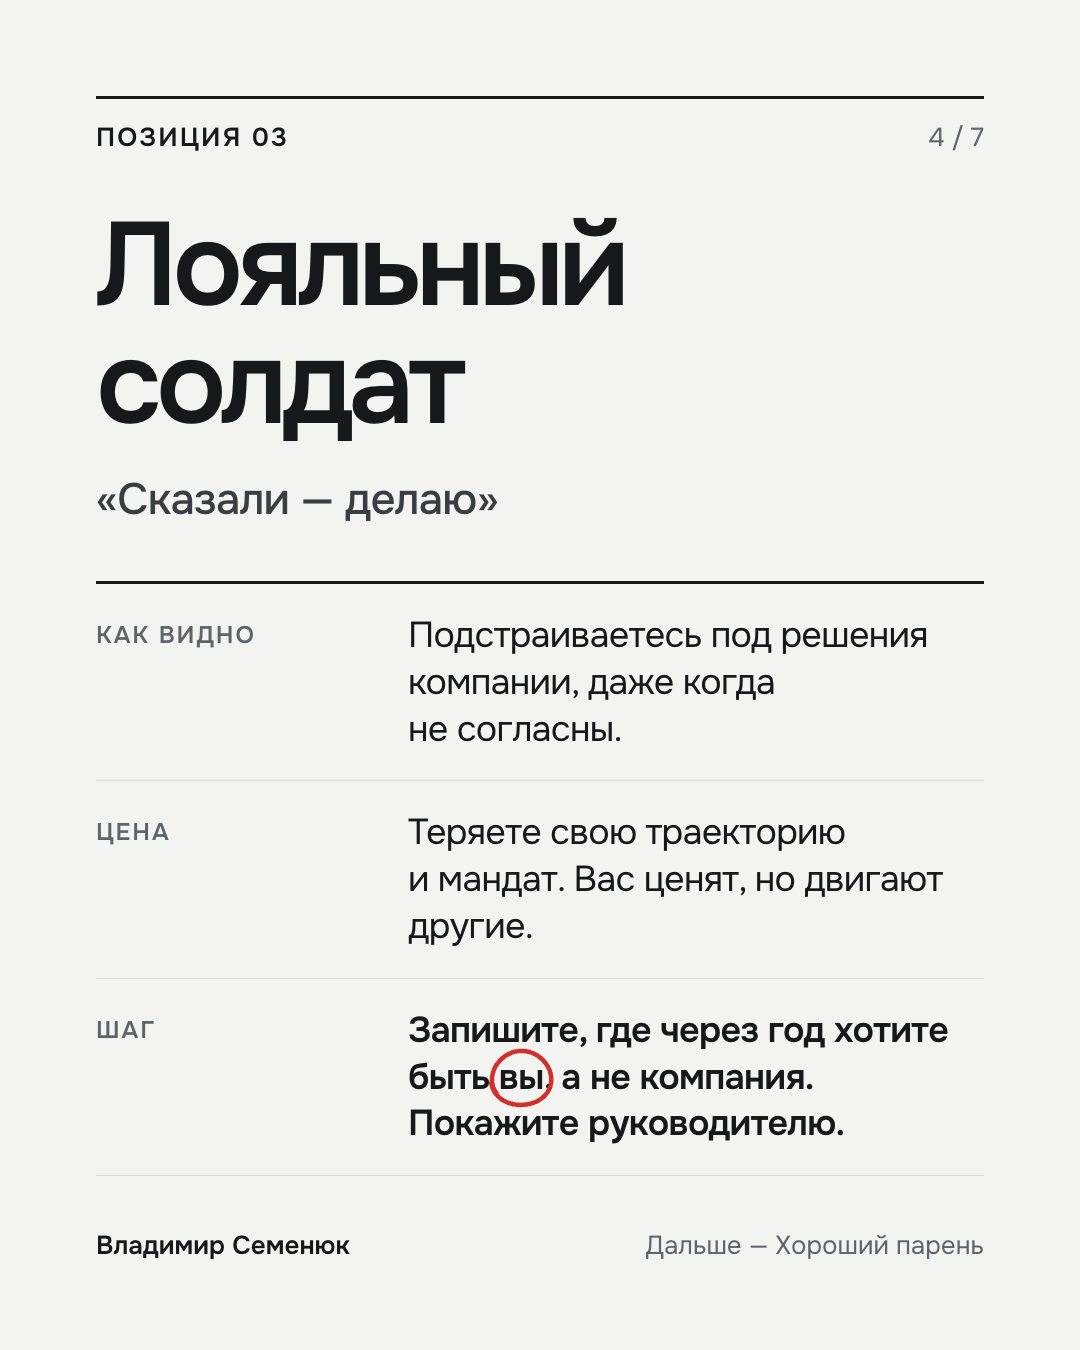 ПОЗИЦИЯ 03
4 / 7
Лояльный
солдат
«Сказали — делаю»
КАК ВИДНО
Подстраиваетесь под решения
компании, даже когда
не согласны.
ЦЕНА
Теряете свою траекторию
и мандат. Вас ценят, но двигают
другие.
ШАГ
Запишите, где через год хотите
быть вы, а не компания.
Покажите руководителю.
Владимир Семенюк
Дальше — Хороший парень